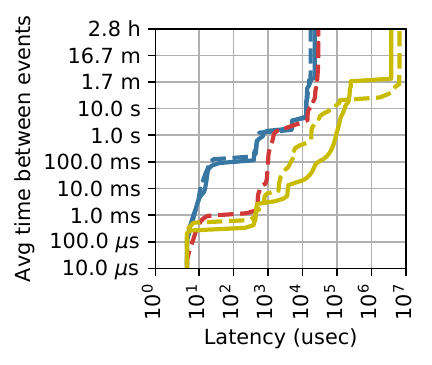 Avg time between events
2.8 h
16.7 m
1.7 m
10.0 s
1.0 s
100.0 ms
10.0 ms
1.0 ms
100.0 μs
10.0 μs
10^0 10^1 10^2 10^3 10^4 10^5 10^6 10^7
Latency (usec)